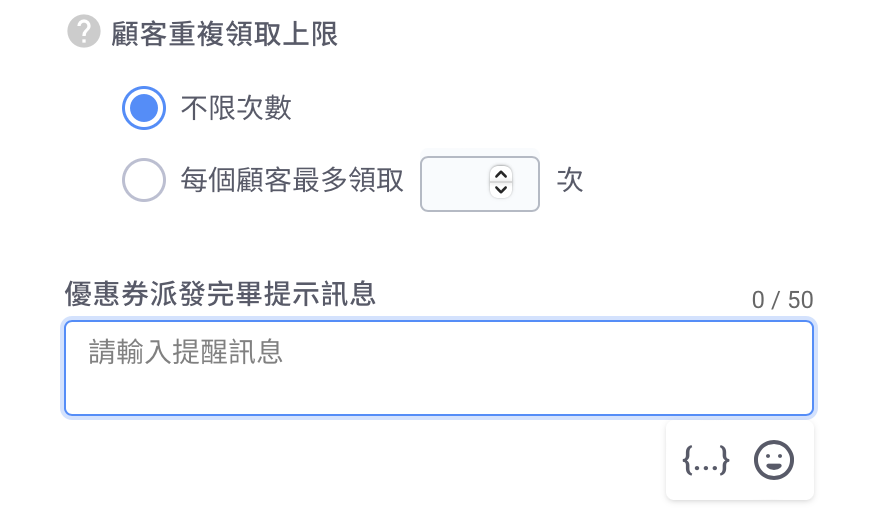 顧客重複領取上限
不限次數
每個顧客最多領取 次
優惠券派發完畢提示訊息
0 / 50
請輸入提醒訊息
{...}